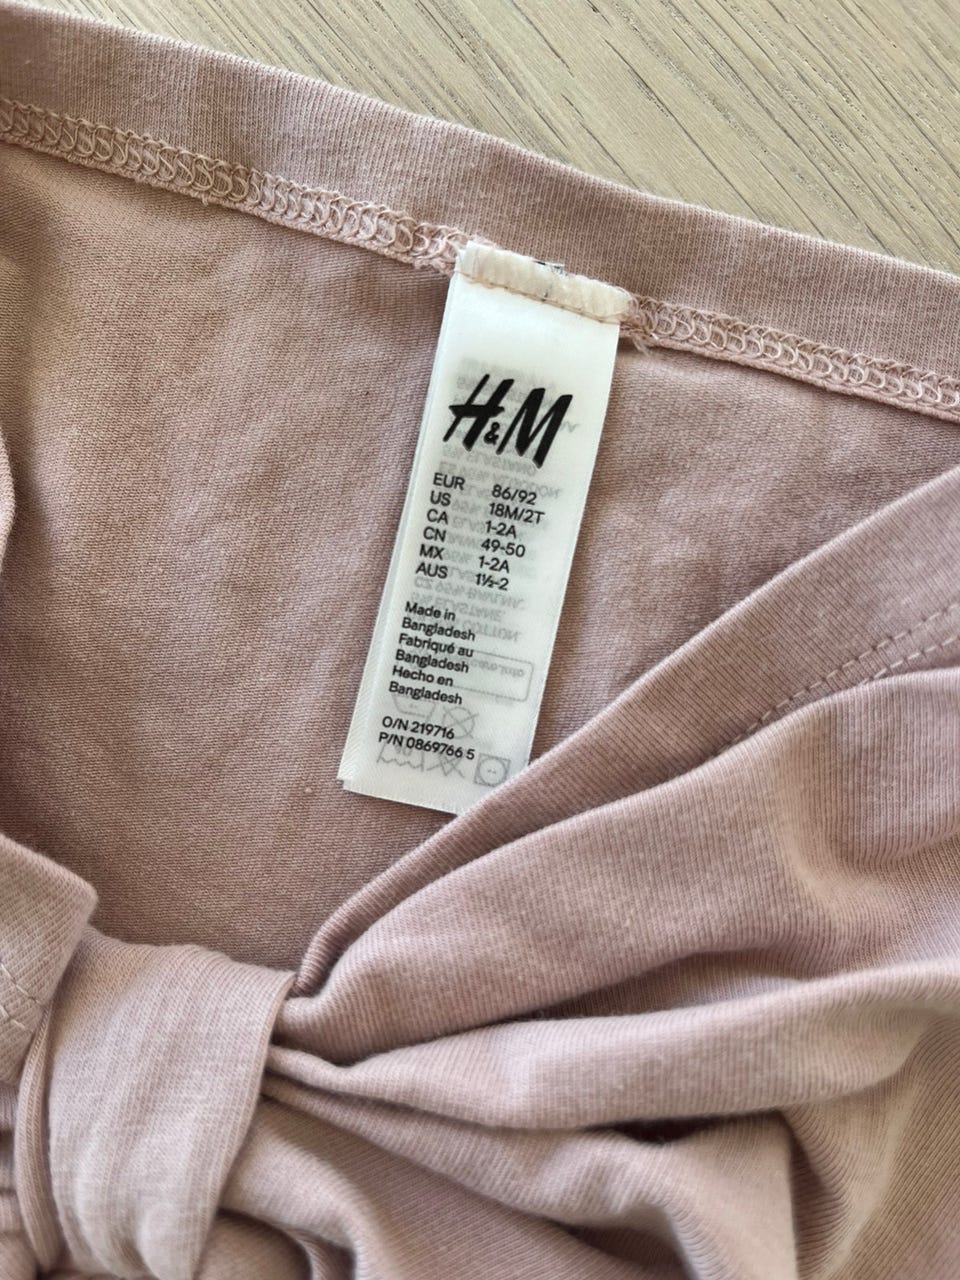 H&M
EUR 86/92
US 18M/2T
CA 1-2A
CN 49-50
MX 1-2A
AUS 1½-2
Made in
Bangladesh
Fabriqué au
Bangladesh
Hecho en
Bangladesh
O/N 219716
P/N 0869766 5